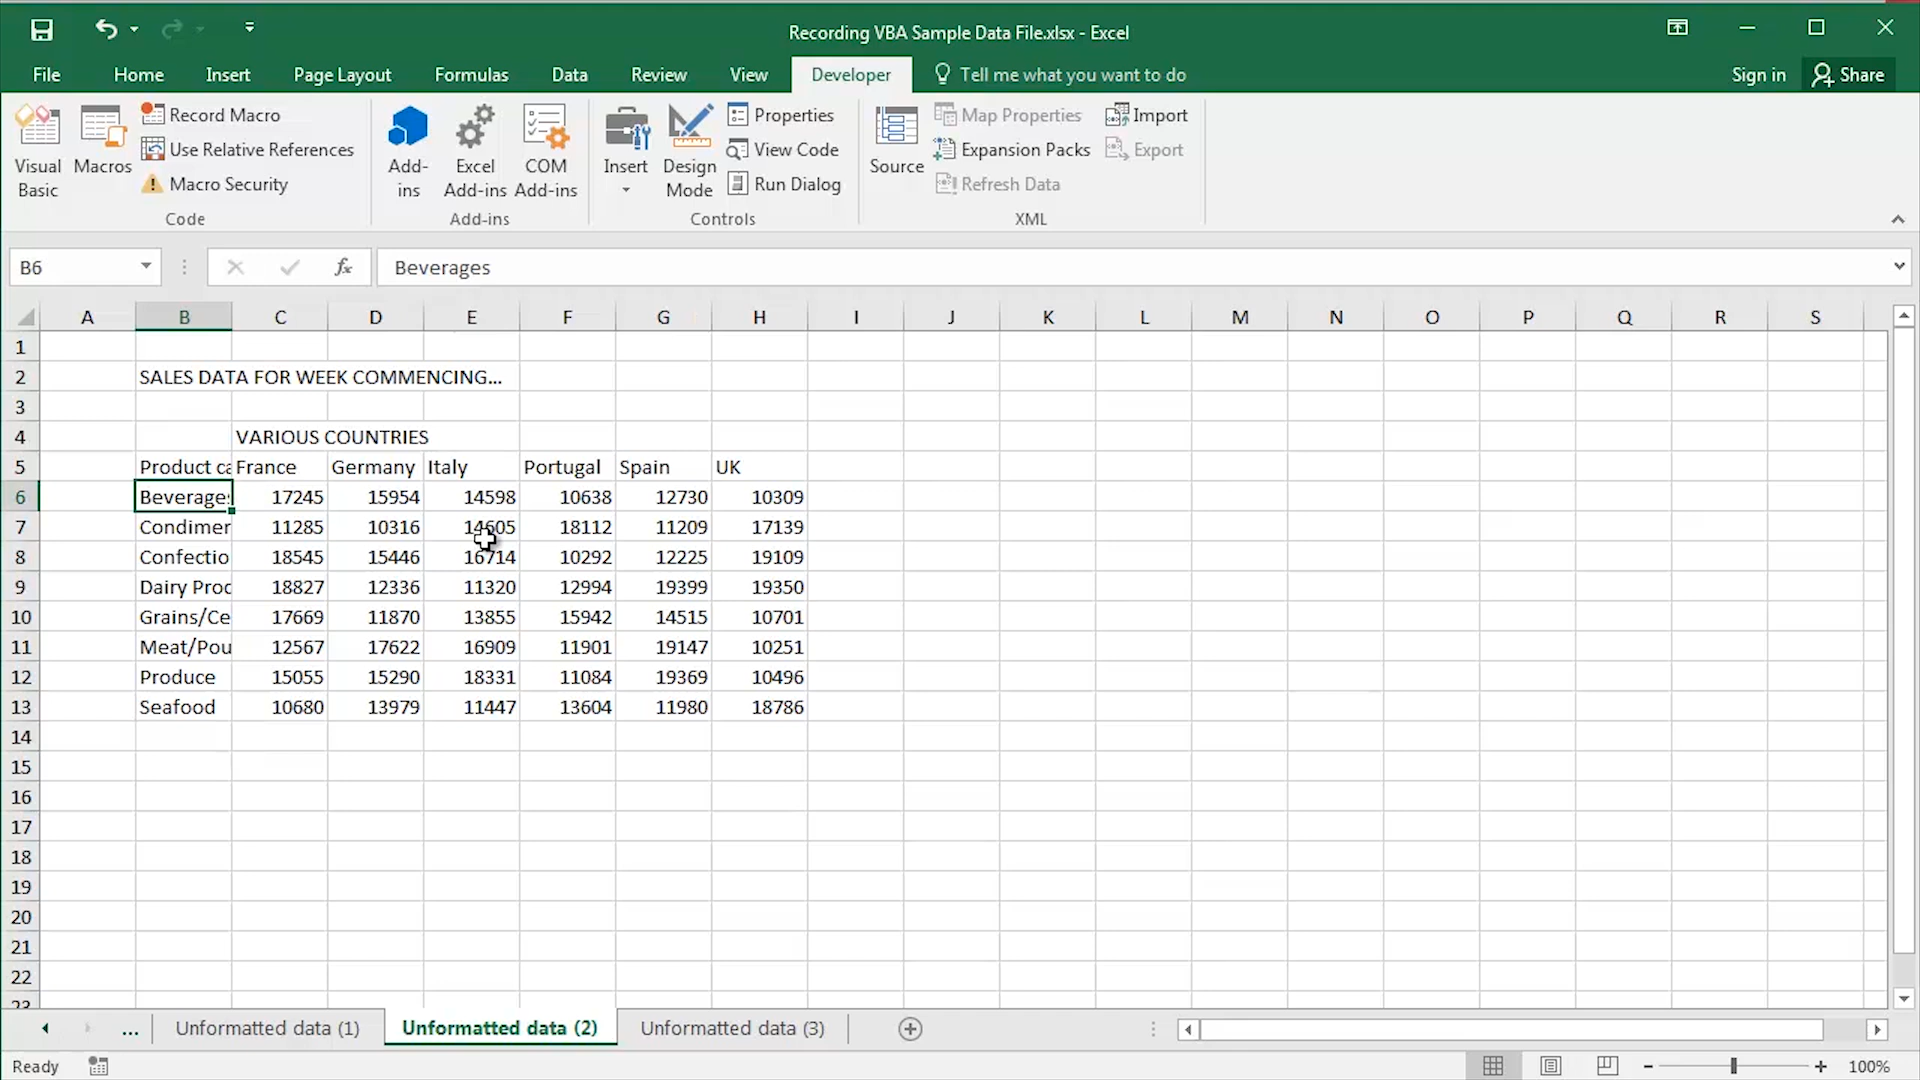 Recording VBA Sample Data File.xlsx - Excel
File Home Insert Page Layout Formulas Data Review View Developer Tell me what you want to do Sign in Share
Visual Basic
Macros
Record Macro
Use Relative References
Macro Security
Code
Add-ins
Excel Add-ins
COM Add-ins
Add-ins
Insert
Design Mode
Properties
View Code
Run Dialog
Controls
Source
Map Properties
Expansion Packs
Refresh Data
Import
Export
XML
B6 fx Beverages
A B C D E F G H I J K L M N O P Q R S
1
2 SALES DATA FOR WEEK COMMENCING...
3
4 VARIOUS COUNTRIES
5 Product ca France Germany Italy Portugal Spain UK
6 Beverages 17245 15954 14598 10638 12730 10309
7 Condimer 11285 10316 14605 18112 11209 17139
8 Confectio 18545 15446 16714 10292 12225 19109
9 Dairy Proc 18827 12336 11320 12994 19399 19350
10 Grains/Ce 17669 11870 13855 15942 14515 10701
11 Meat/Pou 12567 17622 16909 11901 19147 10251
12 Produce 15055 15290 18331 11084 19369 10496
13 Seafood 10680 13979 11447 13604 11980 18786
14
15
16
17
18
19
20
21
22
23
... Unformatted data (1) Unformatted data (2) Unformatted data (3)
Ready 100%